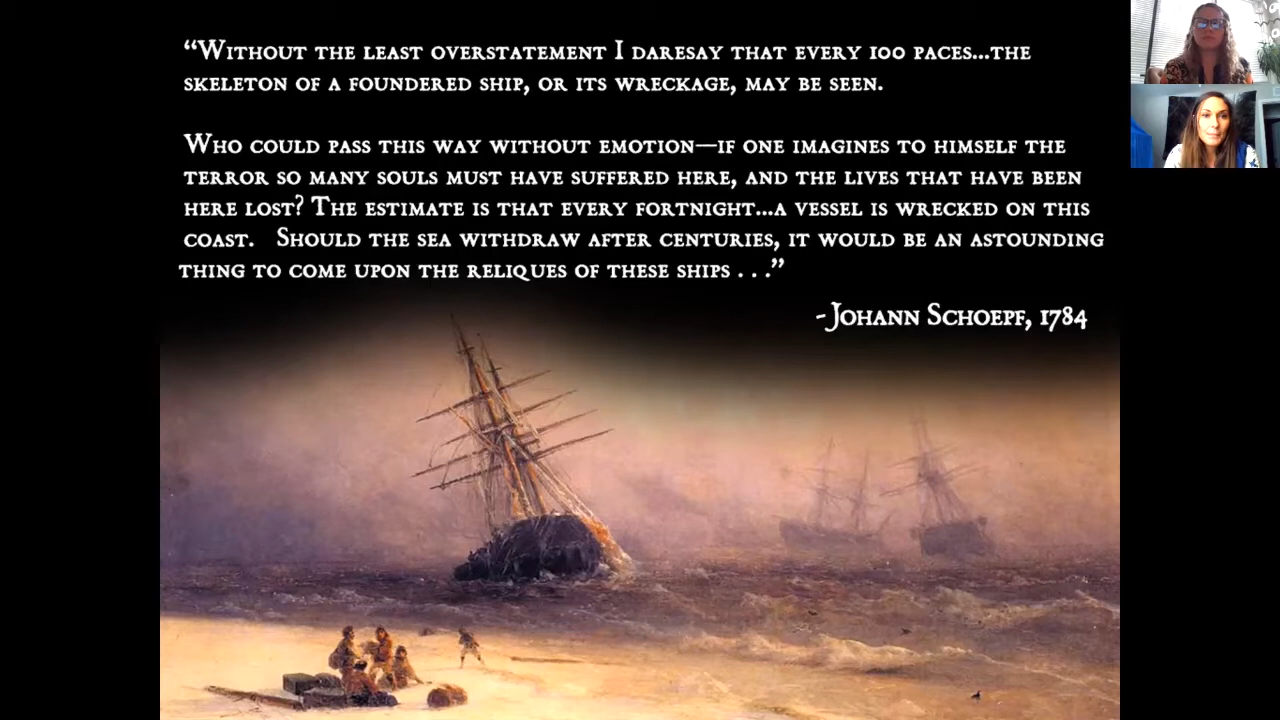 “Without the least overstatement I daresay that every 100 paces...the
skeleton of a foundered ship, or its wreckage, may be seen.
Who could pass this way without emotion—if one imagines to himself the
terror so many souls must have suffered here, and the lives that have been
here lost? The estimate is that every fortnight...a vessel is wrecked on this
coast. Should the sea withdraw after centuries, it would be an astounding
thing to come upon the reliques of these ships . . .”
-Johann Schoepf, 1784